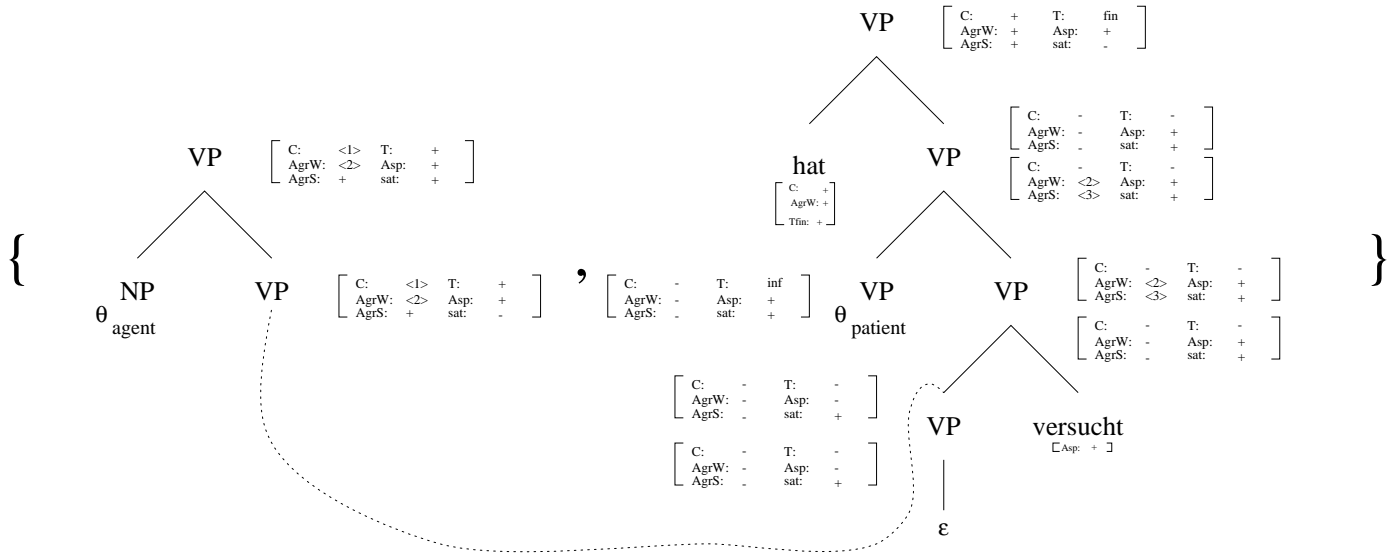 VP
C: + T: fin
AgrW: + Asp: +
AgrS: + sat: -
C: - T: -
AgrW: - Asp: +
AgrS: - sat: +
VP
C: <1> T: +
AgrW: <2> Asp: +
AgrS: + sat: +
hat
C: +
AgrW: +
Tfin: +
VP
C: - T: -
AgrW: <2> Asp: +
AgrS: <3> sat: +
{
NP
θ agent
VP
C: <1> T: +
AgrW: <2> Asp: +
AgrS: + sat: -
,
C: - T: inf
AgrW: - Asp: +
AgrS: - sat: +
VP
θ patient
VP
C: - T: -
AgrW: <2> Asp: +
AgrS: <3> sat: +
}
C: - T: -
AgrW: - Asp: +
AgrS: - sat: +
C: - T: -
AgrW: - Asp: -
AgrS: - sat: +
VP
versucht
Asp: +
C: - T: -
AgrW: - Asp: -
AgrS: - sat: +
ε